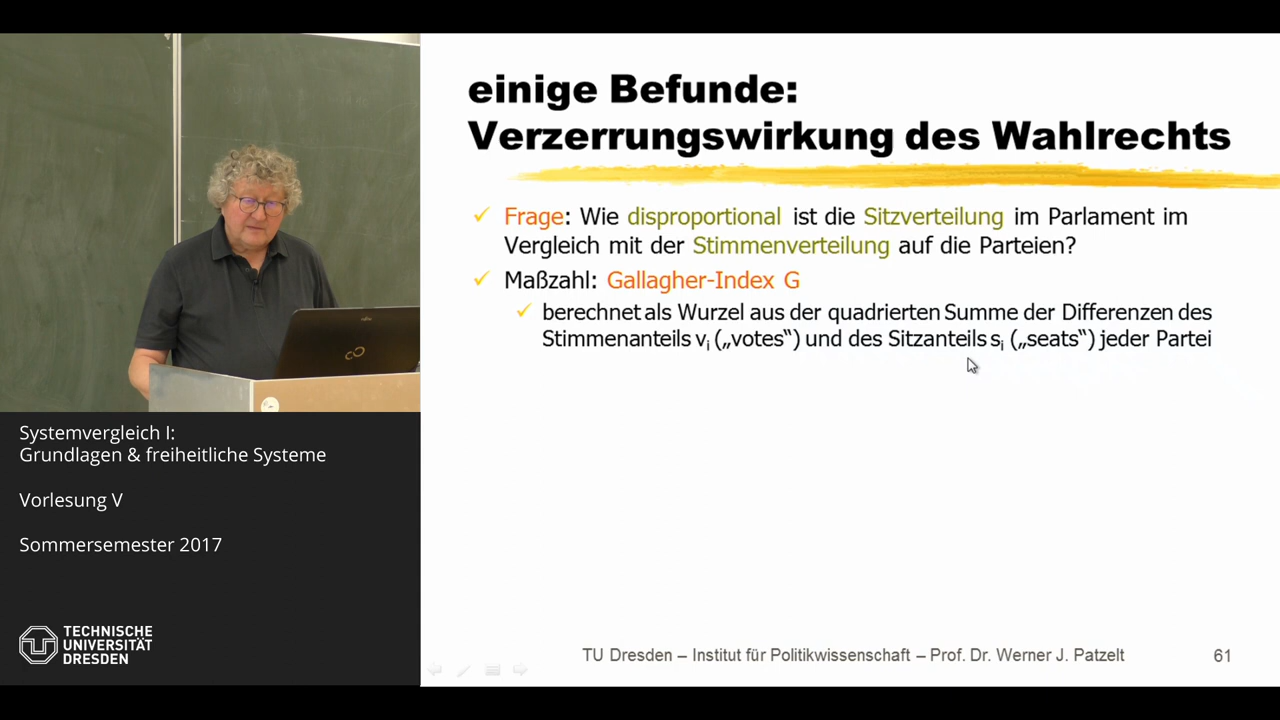 einige Befunde:
Verzerrungswirkung des Wahlrechts
Frage: Wie disproportional ist die Sitzverteilung im Parlament im
Vergleich mit der Stimmenverteilung auf die Parteien?
Maßzahl: Gallagher-Index G
berechnet als Wurzel aus der quadrierten Summe der Differenzen des
Stimmenanteils vᵢ („votes“) und des Sitzanteils sᵢ („seats“) jeder Partei
Systemvergleich I:
Grundlagen & freiheitliche Systeme
Vorlesung V
Sommersemester 2017
TECHNISCHE
UNIVERSITÄT
DRESDEN
TU Dresden – Institut für Politikwissenschaft – Prof. Dr. Werner J. Patzelt
61